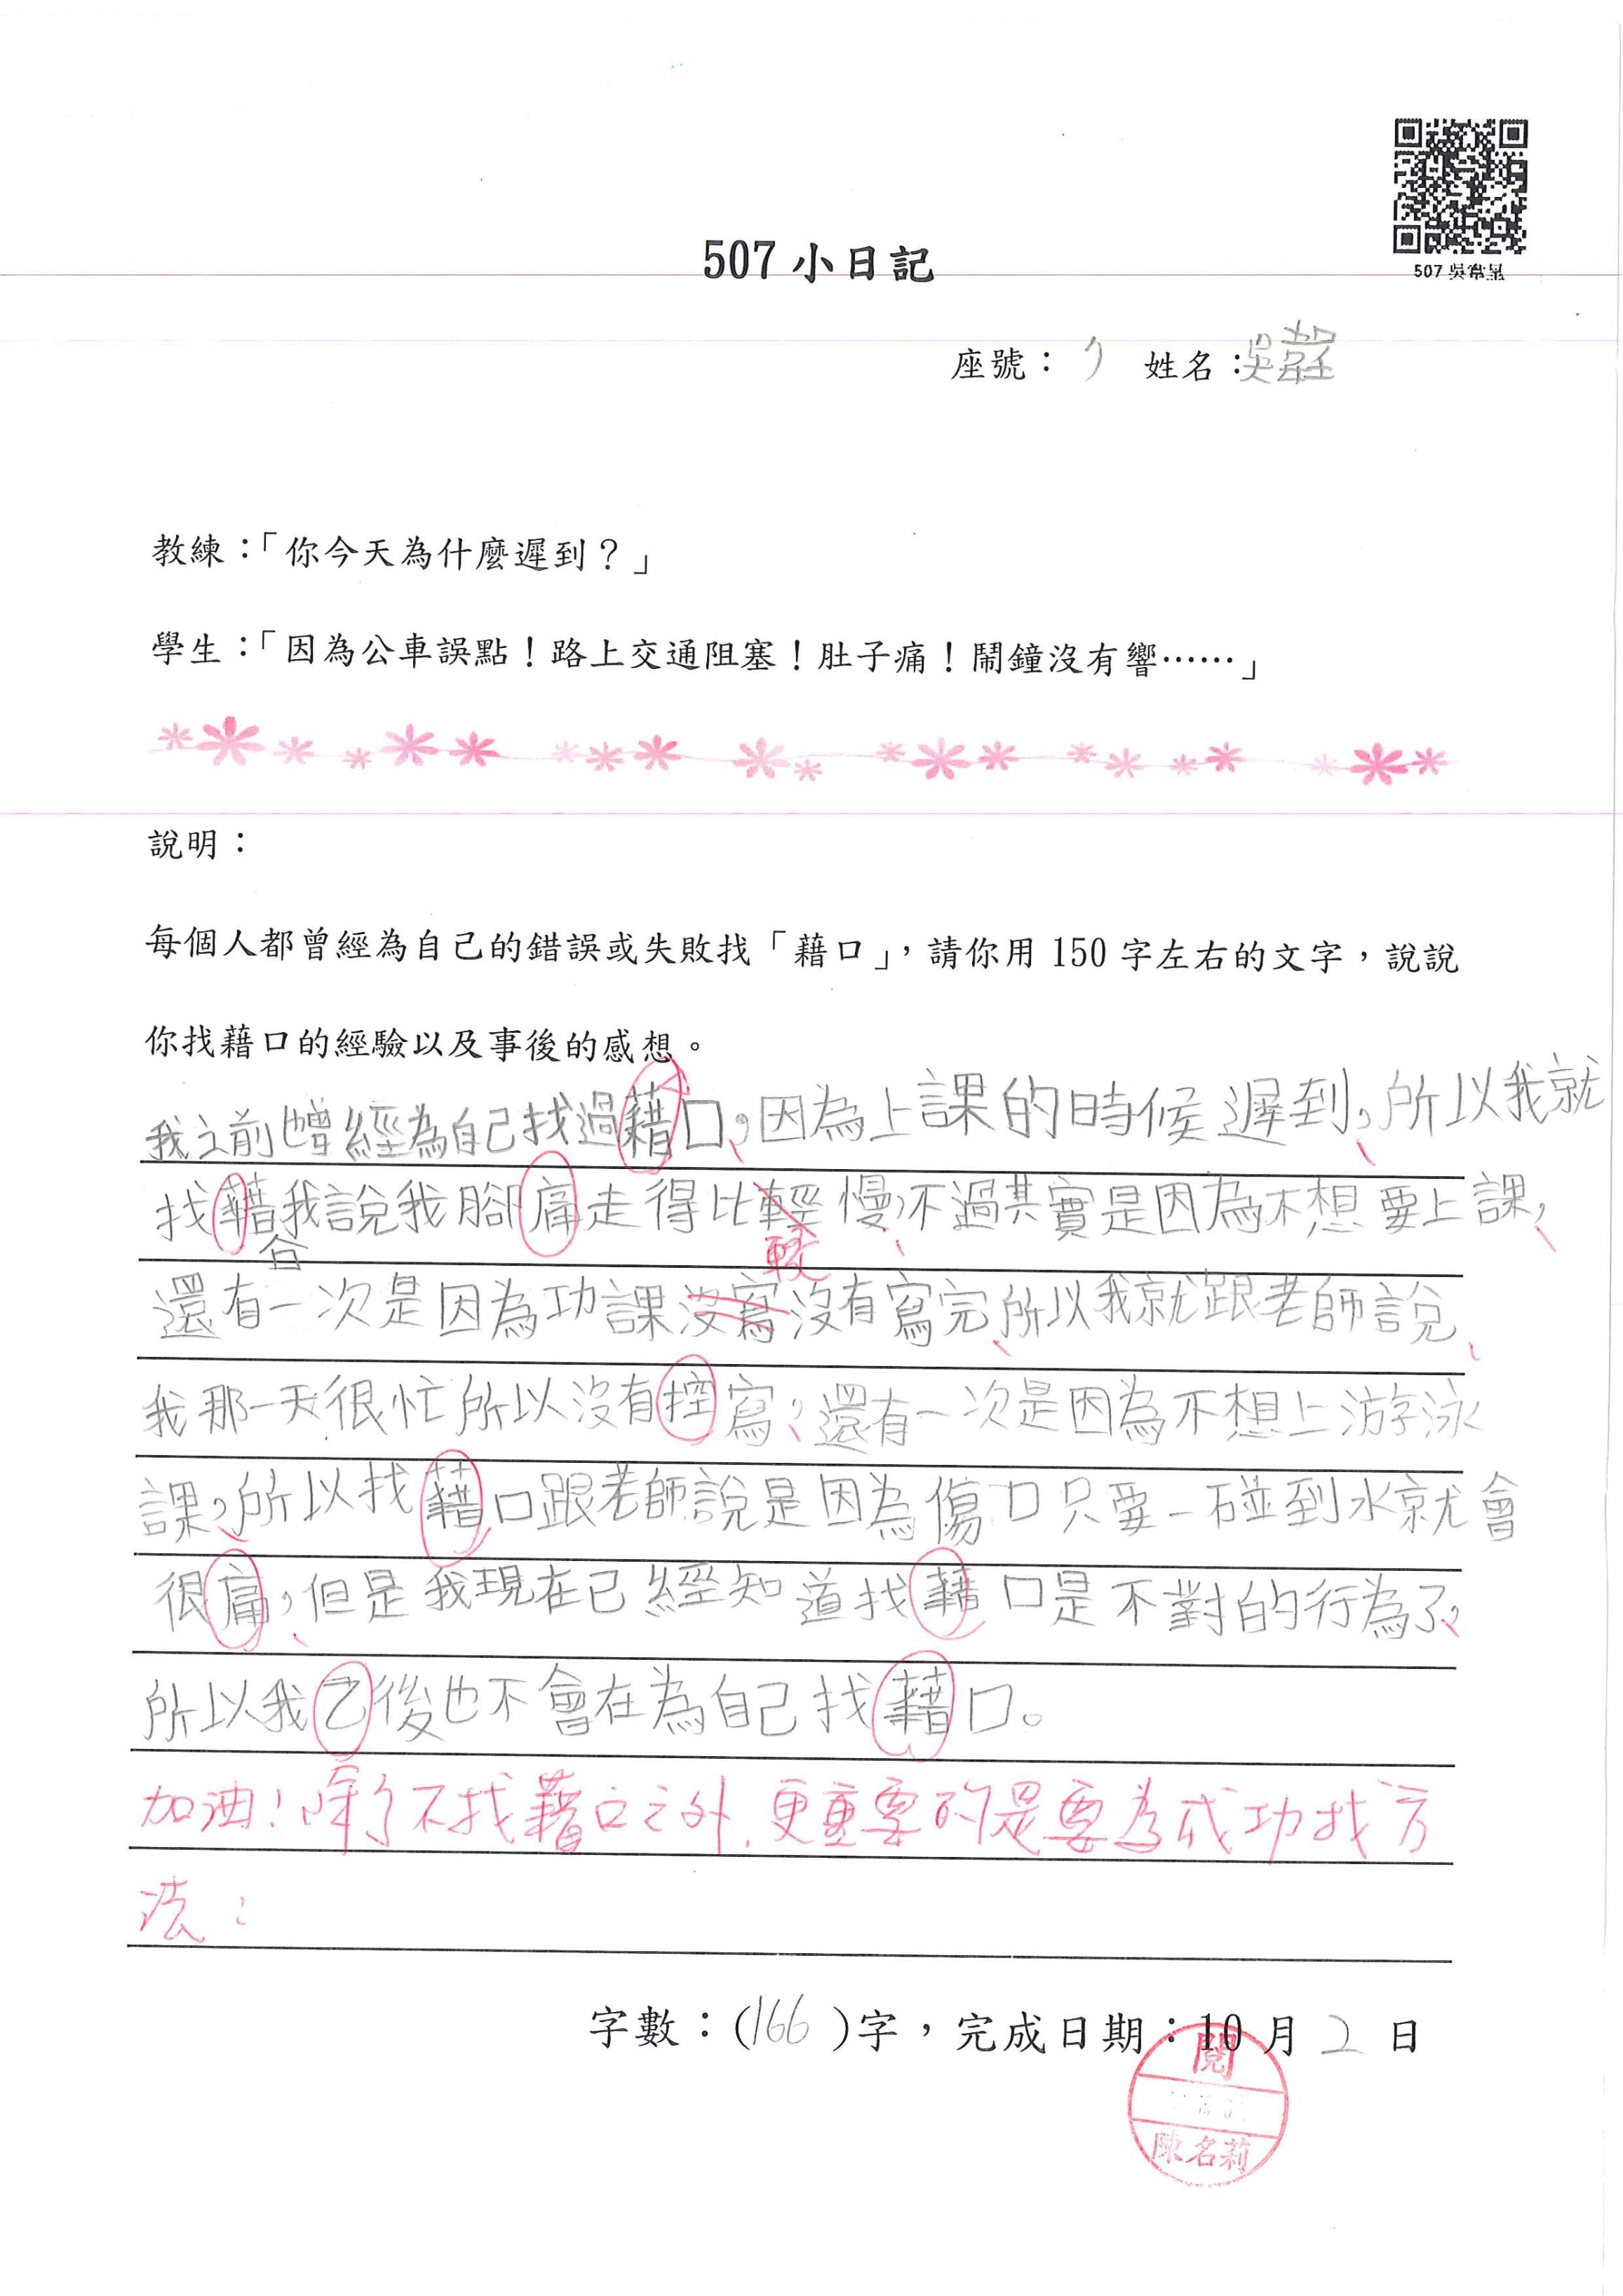 507 吳
507 小日記
座號： 姓名：吳
教練：「你今天為什麼遲到？」
學生：「因為公車誤點！路上交通阻塞！肚子痛！鬧鐘沒有響……」
說明：
每個人都曾經為自己的錯誤或失敗找「藉口」，請你用 150 字左右的文字，說說
你找藉口的經驗以及事後的感想。
我之前也曾經為自己找過藉口，因為上課的時候遲到，所以我就
找藉口我說我腳痛走得比輕慢，不過其實是因為不想要上課，
較
還有一次是因為功課沒寫沒有寫完，所以我就跟老師說，
我那一天很忙所以沒有控寫，還有一次是因為不想上游泳
課，所以找藉口跟老師說是因為傷口只要一碰到水就會
很痛，但是我現在已經知道找藉口是不對的行為了，
所以我已後也不會在為自己找藉口。
加油！除了不找藉口之外，更重要的是要為成功找方
法！
字數：(166)字，完成日期：10 月 2 日
閱
陳名莉